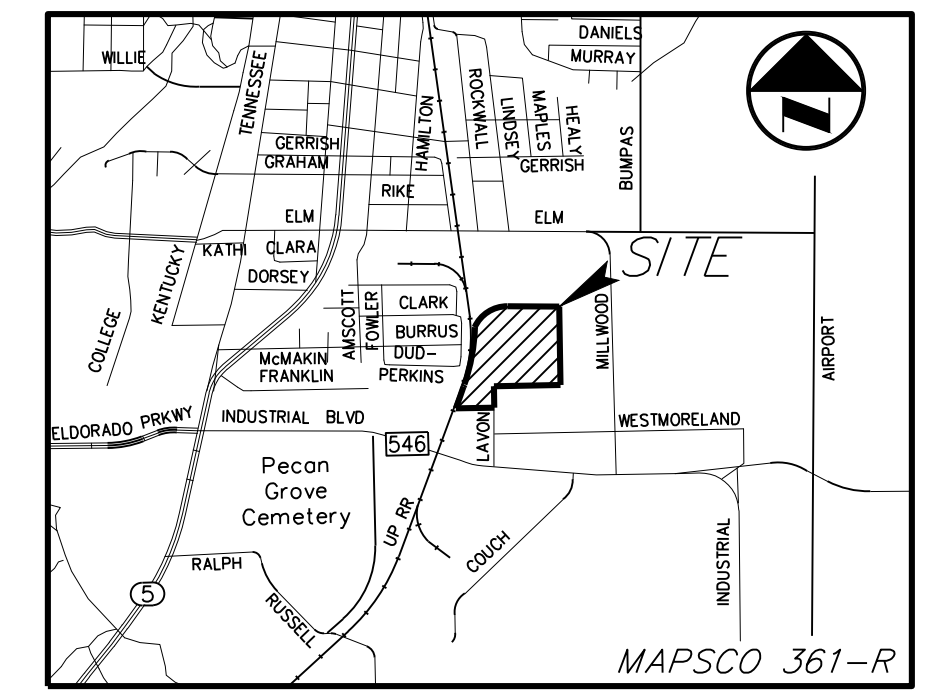 DANIELS
WILLIE
MURRAY
TENNESSEE
ROCKWALL
LINDSEY
MAPLES
HEALY
HAMILTON
BUMPAS
GERRISH
GRAHAM
GERRISH
RIKE
ELM
ELM
KATHI
CLARA
SITE
KENTUCKY
DORSEY
COLLEGE
AMSCOTT
FOWLER
CLARK
MILLWOOD
BURRUS
AIRPORT
McMAKIN
DUD-
FRANKLIN
PERKINS
ELDORADO PRKWY
INDUSTRIAL BLVD
LAVON
WESTMORELAND
546
Pecan
Grove
Cemetery
UP RR
COUCH
RALPH
INDUSTRIAL
5
RUSSELL
MAPSCO 361-R
N